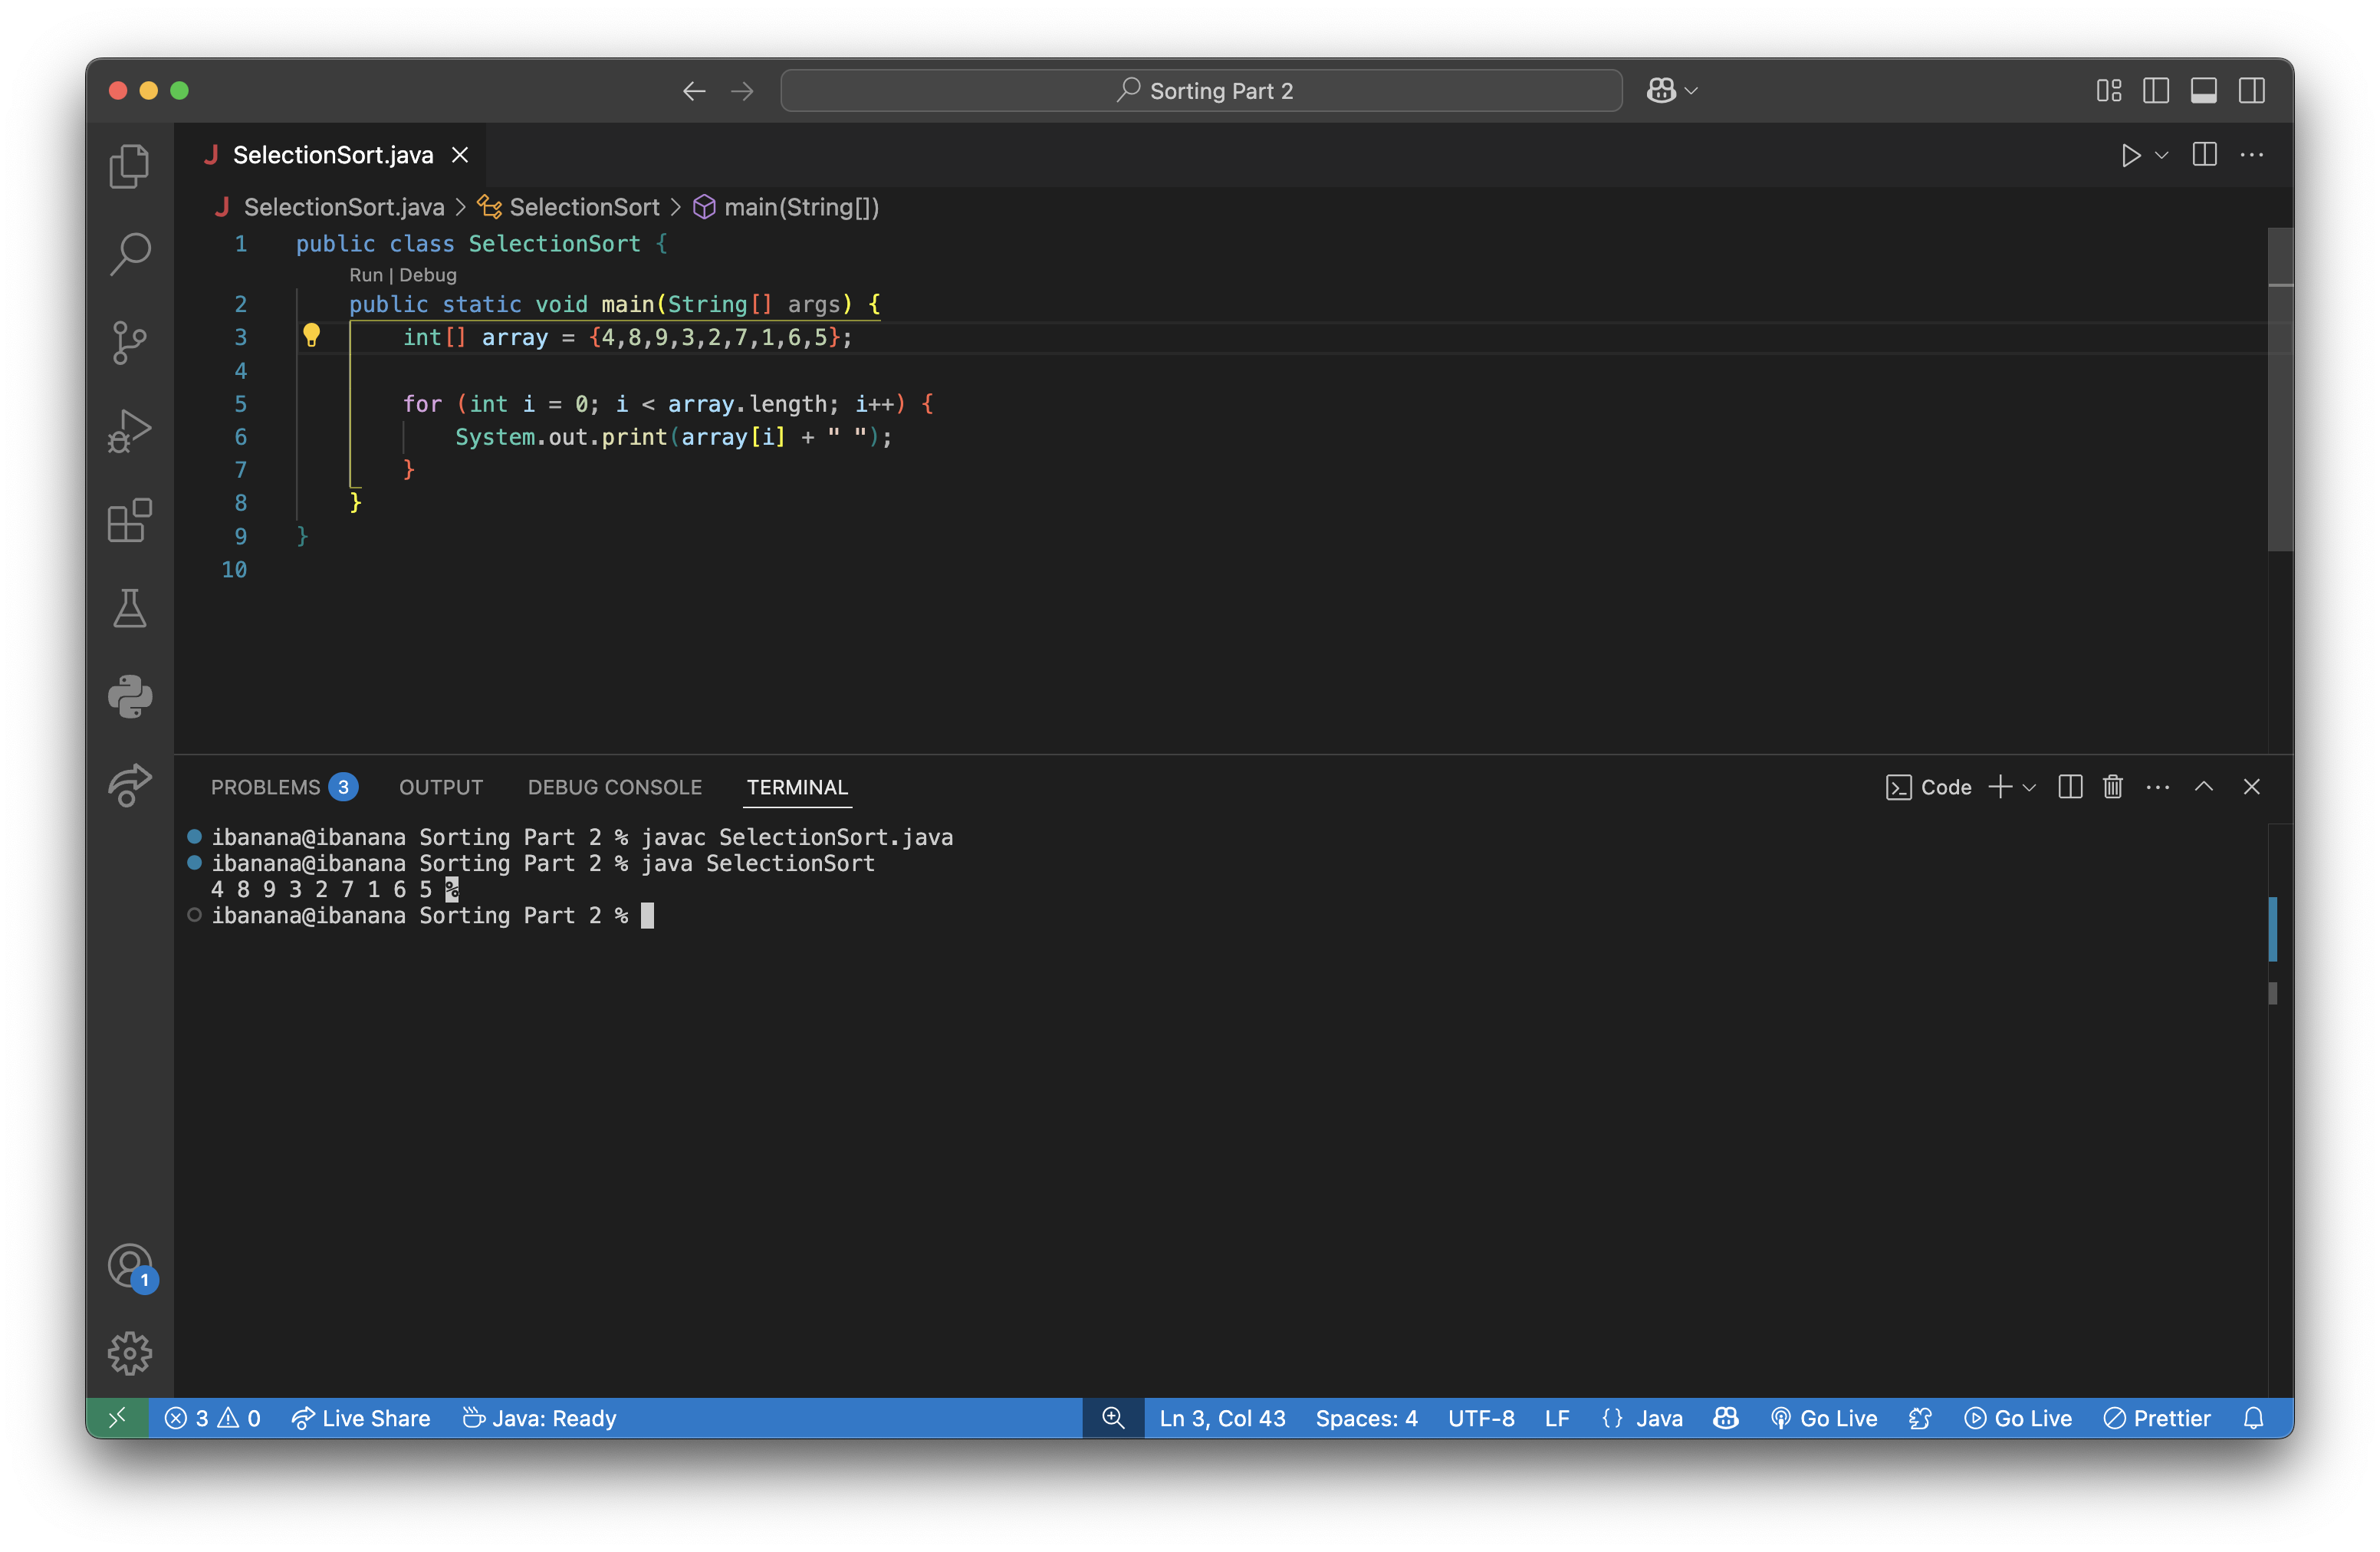 Sorting Part 2
J SelectionSort.java
J SelectionSort.java > SelectionSort > main(String[])
1 public class SelectionSort {
Run | Debug
2 public static void main(String[] args) {
3 int[] array = {4,8,9,3,2,7,1,6,5};
4
5 for (int i = 0; i < array.length; i++) {
6 System.out.print(array[i] + " ");
7 }
8 }
9 }
10
PROBLEMS 3 OUTPUT DEBUG CONSOLE TERMINAL Code
ibanana@ibanana Sorting Part 2 % javac SelectionSort.java
ibanana@ibanana Sorting Part 2 % java SelectionSort
4 8 9 3 2 7 1 6 5 %
ibanana@ibanana Sorting Part 2 %
1
3 0 Live Share Java: Ready Ln 3, Col 43 Spaces: 4 UTF-8 LF {} Java Go Live Go Live Prettier